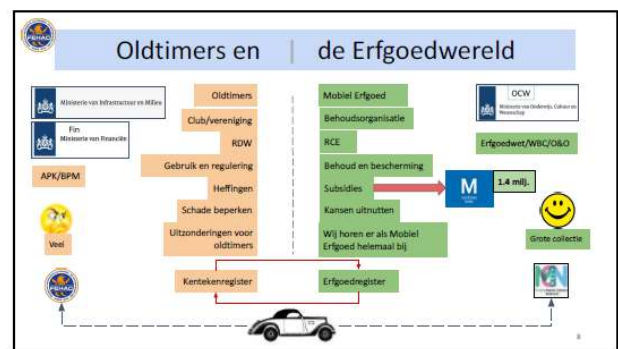 FEHAC
Oldtimers en | de Erfgoedwereld
Ministerie van Infrastructuur en Milieu
Fin
Ministerie van Financiën
APK/BPM
Veel
FEHAC
Oldtimers
Club/vereniging
RDW
Gebruik en regulering
Heffingen
Schade beperken
Uitzonderingen voor
oldtimers
Kentekenregister
Mobiel Erfgoed
Behoudsorganisatie
RCE
Behoud en bescherming
Subsidies
Kansen uitnutten
Wij horen er als Mobiel
Erfgoed helemaal bij
Erfgoedregister
OCW
Ministerie van Onderwijs, Cultuur en
Wetenschap
Erfgoedwet/WBC/O&O
M
1.4 milj.
Grote collectie
8